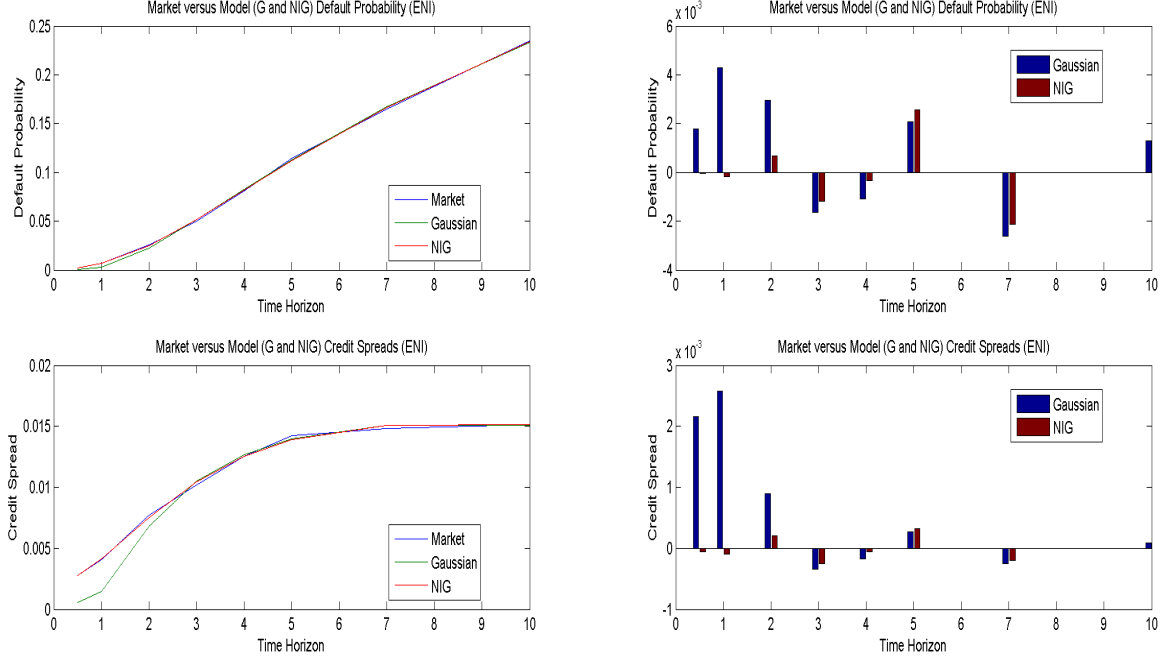 Market versus Model (G and NIG) Default Probability (ENI)
0.25
0.2
0.15
0.1
0.05
0
Default Probability
Market
Gaussian
NIG
0 1 2 3 4 5 6 7 8 9 10
Time Horizon
Market versus Model (G and NIG) Default Probability (ENI)
x 10⁻³
6
4
2
0
-2
-4
Default Probability
Gaussian
NIG
0 1 2 3 4 5 6 7 8 9 10
Time Horizon
Market versus Model (G and NIG) Credit Spreads (ENI)
0.02
0.015
0.01
0.005
0
Credit Spread
Market
Gaussian
NIG
0 1 2 3 4 5 6 7 8 9 10
Time Horizon
Market versus Model (G and NIG) Credit Spreads (ENI)
x 10⁻³
3
2
1
0
-1
Credit Spread
Gaussian
NIG
0 1 2 3 4 5 6 7 8 9 10
Time Horizon